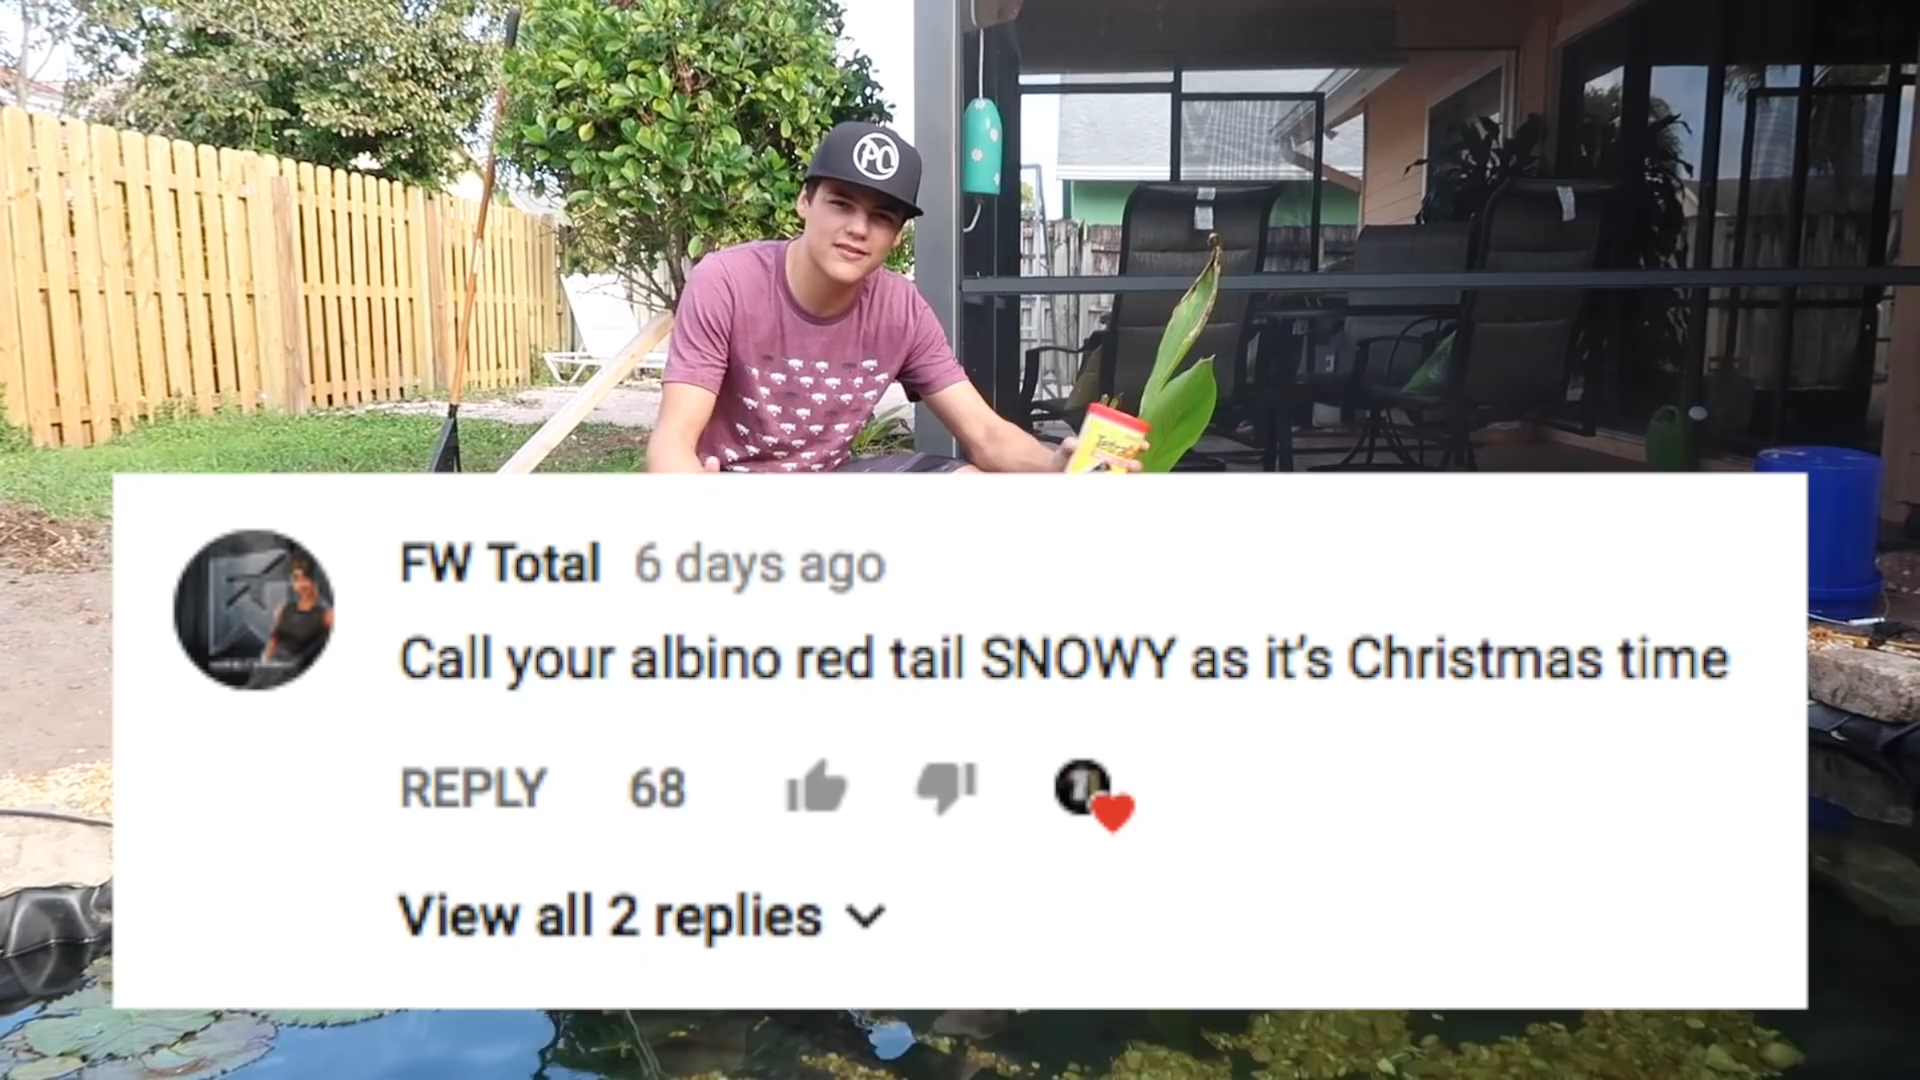 PC
FW Total 6 days ago
Call your albino red tail SNOWY as it's Christmas time
REPLY 68
View all 2 replies